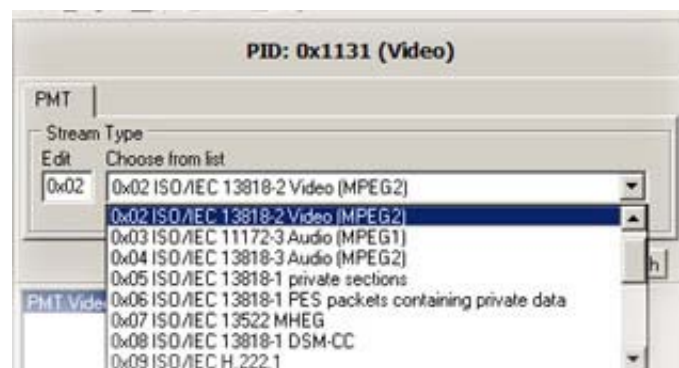 PID: 0x1131 (Video)
PMT
Stream Type
Edit Choose from list
0x02 0x02 ISO/IEC 13818-2 Video (MPEG2)
0x02 ISO/IEC 13818-2 Video (MPEG2)
0x03 ISO/IEC 11172-3 Audio (MPEG1)
0x04 ISO/IEC 13818-3 Audio (MPEG2)
0x05 ISO/IEC 13818-1 private sections
h
PMT Vide
0x06 ISO/IEC 13818-1 PES packets containing private data
0x07 ISO/IEC 13522 MHEG
0x08 ISO/IEC 13818-1 DSM-CC
0x09 ISO/IEC H.222.1